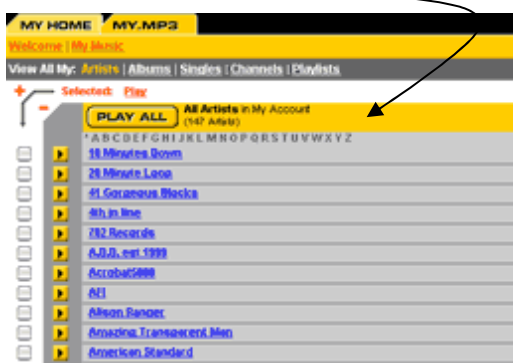 MY HOME MY.MP3
Welcome | My Music
View All My: Artists | Albums | Singles | Channels | Playlists
+ Selected: Play
-
PLAY ALL All Artists in My Account
(147 Artists)
* A B C D E F G H I J K L M N O P Q R S T U V W X Y Z
10 Minutes Down
20 Minute Loop
41 Gorgeous Blocks
4th in line
702 Records
A.D.D. est 1999
Acrobat5000
AEI
Alison Ranger
Amazing Transparent Men
American Standard